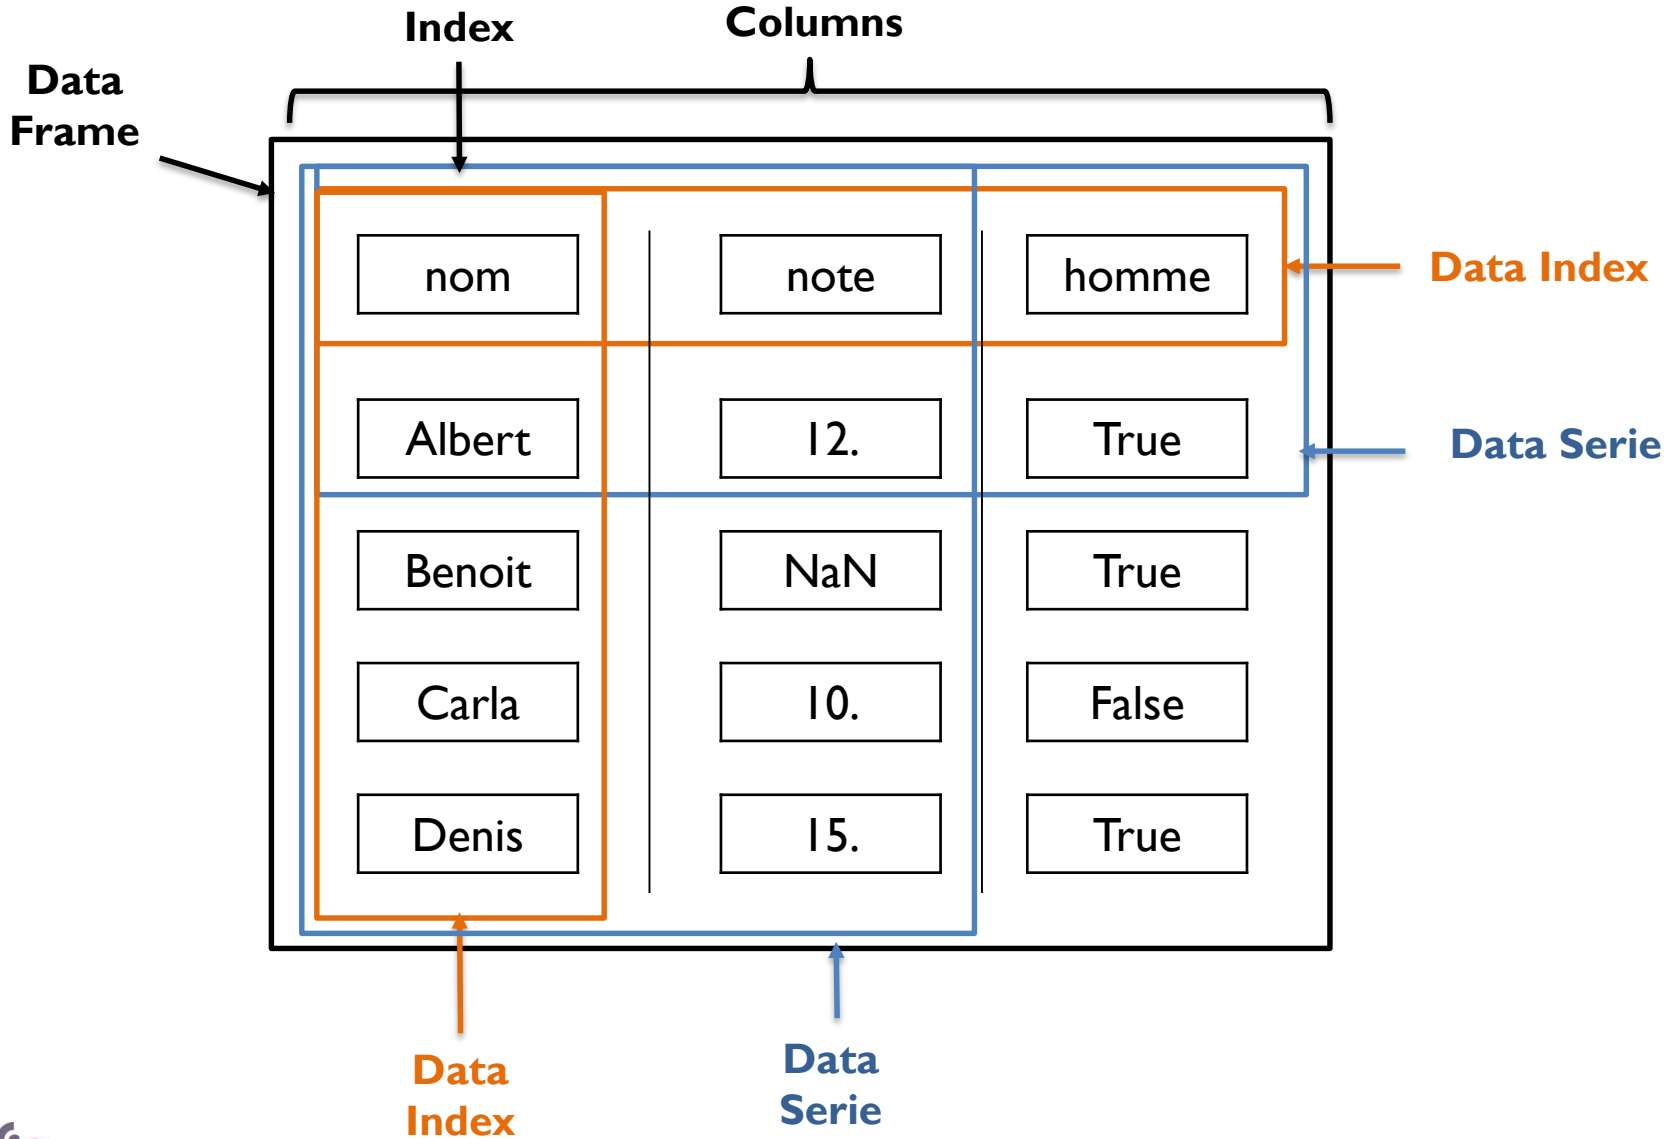 Index
Columns
Data
Frame
nom
note
homme
Data Index
Albert
12.
True
Data Serie
Benoit
NaN
True
Carla
10.
False
Denis
15.
True
Data
Index
Data
Serie